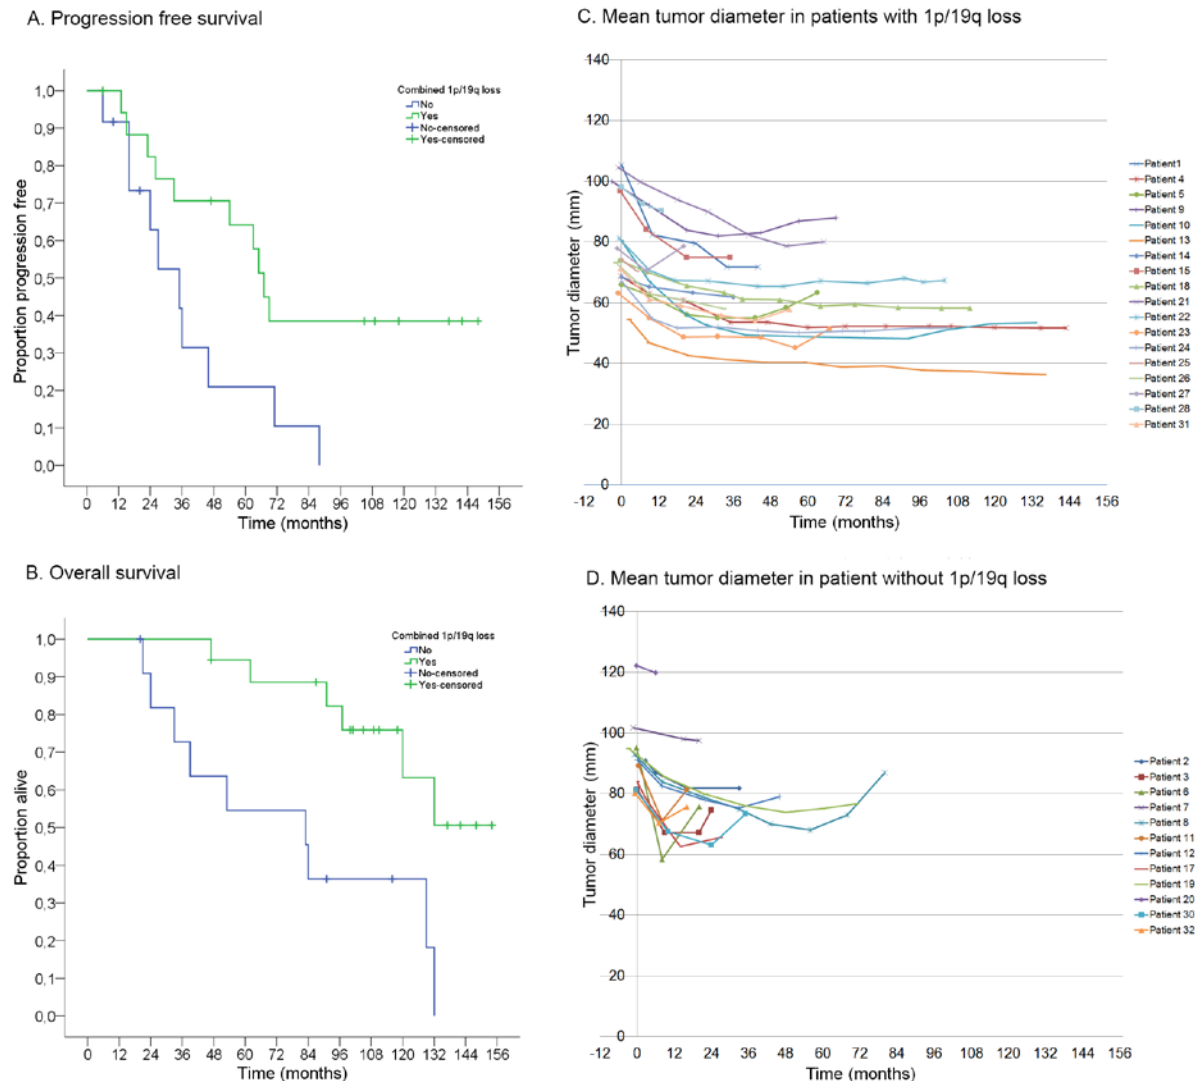 A. Progression free survival
1,0
0,9
0,8
0,7
0,6
0,5
0,4
0,3
0,2
0,1
0,0
Proportion progression free
Combined 1p/19q loss
No
Yes
No-censored
Yes-censored
0 12 24 36 48 60 72 84 96 108 120 132 144 156
Time (months)
C. Mean tumor diameter in patients with 1p/19q loss
140
120
100
80
60
40
20
0
Tumor diameter (mm)
-12 0 12 24 36 48 60 72 84 96 108 120 132 144 156
Time (months)
Patient1
Patient 4
Patient 5
Patient 9
Patient 10
Patient 13
Patient 14
Patient 15
Patient 18
Patient 21
Patient 22
Patient 23
Patient 24
Patient 25
Patient 26
Patient 27
Patient 28
Patient 31
B. Overall survival
1,0
0,9
0,8
0,7
0,6
0,5
0,4
0,3
0,2
0,1
0,0
Proportion alive
Combined 1p/19q loss
No
Yes
No-censored
Yes-censored
0 12 24 36 48 60 72 84 96 108 120 132 144 156
Time (months)
D. Mean tumor diameter in patient without 1p/19q loss
140
120
100
80
60
40
20
0
Tumor diameter (mm)
-12 0 12 24 36 48 60 72 84 96 108 120 132 144 156
Time (months)
Patient 2
Patient 3
Patient 6
Patient 7
Patient 8
Patient 11
Patient 12
Patient 17
Patient 19
Patient 20
Patient 30
Patient 32